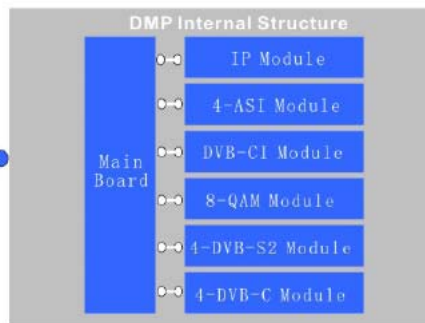 DMP Internal Structure
Main
Board
IP Module
4-ASI Module
DVB-CI Module
8-QAM Module
4-DVB-S2 Module
4-DVB-C Module